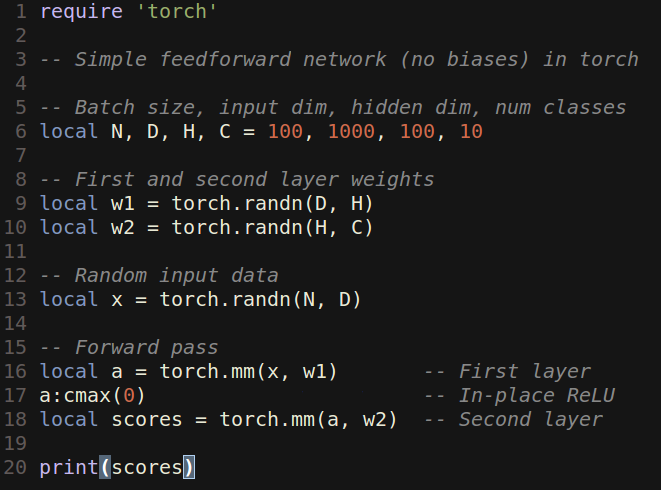 1 require 'torch'
2
3 -- Simple feedforward network (no biases) in torch
4
5 -- Batch size, input dim, hidden dim, num classes
6 local N, D, H, C = 100, 1000, 100, 10
7
8 -- First and second layer weights
9 local w1 = torch.randn(D, H)
10 local w2 = torch.randn(H, C)
11
12 -- Random input data
13 local x = torch.randn(N, D)
14
15 -- Forward pass
16 local a = torch.mm(x, w1)       -- First layer
17 a:cmax(0)                       -- In-place ReLU
18 local scores = torch.mm(a, w2)  -- Second layer
19
20 print(scores)